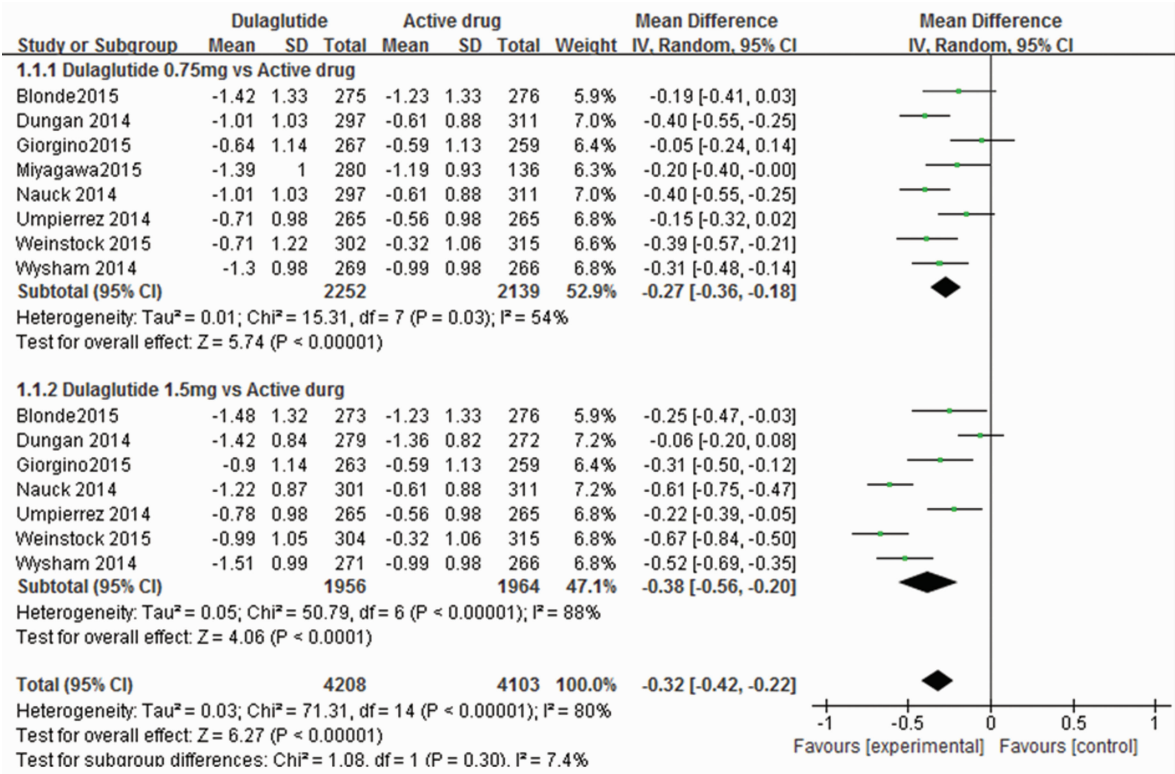 Dulaglutide Active drug Mean Difference Mean Difference
Study or Subgroup Mean SD Total Mean SD Total Weight IV, Random, 95% CI IV, Random, 95% CI
1.1.1 Dulaglutide 0.75mg vs Active drug
Blonde2015 -1.42 1.33 275 -1.23 1.33 276 5.9% -0.19 [-0.41, 0.03]
Dungan 2014 -1.01 1.03 297 -0.61 0.88 311 7.0% -0.40 [-0.55, -0.25]
Giorgino2015 -0.64 1.14 267 -0.59 1.13 259 6.4% -0.05 [-0.24, 0.14]
Miyagawa2015 -1.39 1 280 -1.19 0.93 136 6.3% -0.20 [-0.40, -0.00]
Nauck 2014 -1.01 1.03 297 -0.61 0.88 311 7.0% -0.40 [-0.55, -0.25]
Umpierrez 2014 -0.71 0.98 265 -0.56 0.98 265 6.8% -0.15 [-0.32, 0.02]
Weinstock 2015 -0.71 1.22 302 -0.32 1.06 315 6.6% -0.39 [-0.57, -0.21]
Wysham 2014 -1.3 0.98 269 -0.99 0.98 266 6.8% -0.31 [-0.48, -0.14]
Subtotal (95% CI) 2252 2139 52.9% -0.27 [-0.36, -0.18]
Heterogeneity: Tau² = 0.01; Chi² = 15.31, df = 7 (P = 0.03); I² = 54%
Test for overall effect: Z = 5.74 (P < 0.00001)
1.1.2 Dulaglutide 1.5mg vs Active durg
Blonde2015 -1.48 1.32 273 -1.23 1.33 276 5.9% -0.25 [-0.47, -0.03]
Dungan 2014 -1.42 0.84 279 -1.36 0.82 272 7.2% -0.06 [-0.20, 0.08]
Giorgino2015 -0.9 1.14 263 -0.59 1.13 259 6.4% -0.31 [-0.50, -0.12]
Nauck 2014 -1.22 0.87 301 -0.61 0.88 311 7.2% -0.61 [-0.75, -0.47]
Umpierrez 2014 -0.78 0.98 265 -0.56 0.98 265 6.8% -0.22 [-0.39, -0.05]
Weinstock 2015 -0.99 1.05 304 -0.32 1.06 315 6.6% -0.67 [-0.84, -0.50]
Wysham 2014 -1.51 0.99 271 -0.99 0.98 266 6.8% -0.52 [-0.69, -0.35]
Subtotal (95% CI) 1956 1964 47.1% -0.38 [-0.56, -0.20]
Heterogeneity: Tau² = 0.05; Chi² = 50.79, df = 6 (P < 0.00001); I² = 88%
Test for overall effect: Z = 4.06 (P < 0.0001)
Total (95% CI) 4208 4103 100.0% -0.32 [-0.42, -0.22]
Heterogeneity: Tau² = 0.03; Chi² = 71.31, df = 14 (P < 0.00001); I² = 80%
Test for overall effect: Z = 6.27 (P < 0.00001)
Test for subgroup differences: Chi² = 1.08, df = 1 (P = 0.30), I² = 7.4%
-1 -0.5 0 0.5 1
Favours [experimental] Favours [control]